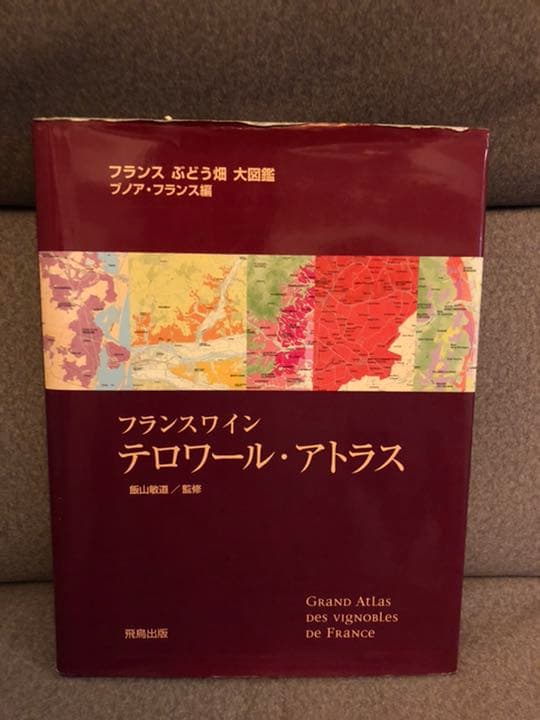 フランス ぶどう畑 大図鑑
ブノア・フランス編
フランスワイン
テロワール・アトラス
飯山敏道／監修
GRAND ATLAS
DES VIGNOBLES
DE FRANCE
飛鳥出版